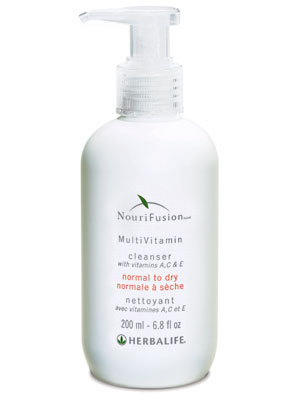 NouriFusion
MultiVitamin
cleanser
with vitamins A,C & E
normal to dry
normale à sèche
nettoyant
avec vitamines A,C et E
200 ml - 6.8 fl oz
HERBALIFE.